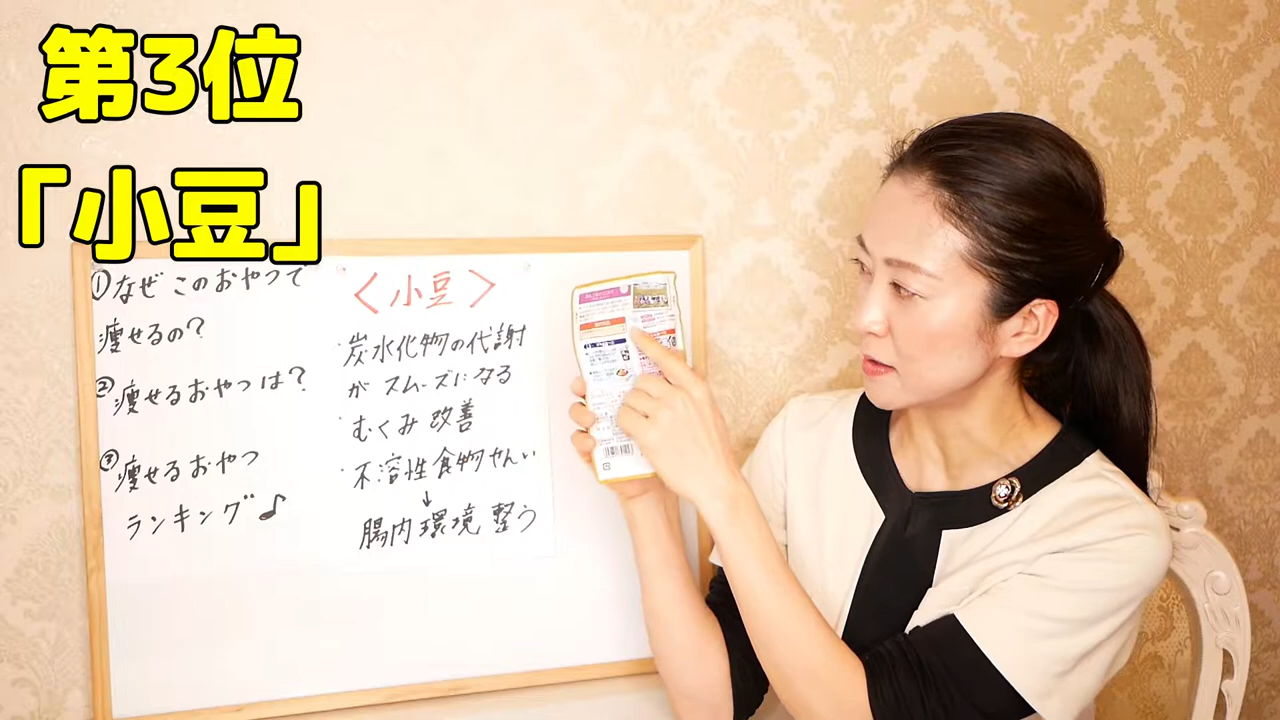 第3位
「小豆」
①なぜこのおやつで
痩せるの？
②痩せるおやつは？
③痩せるおやつ
ランキング♪
〈小豆〉
・炭水化物の代謝
がスムーズになる
・むくみ改善
・不溶性食物せんい
↓
腸内環境 整う